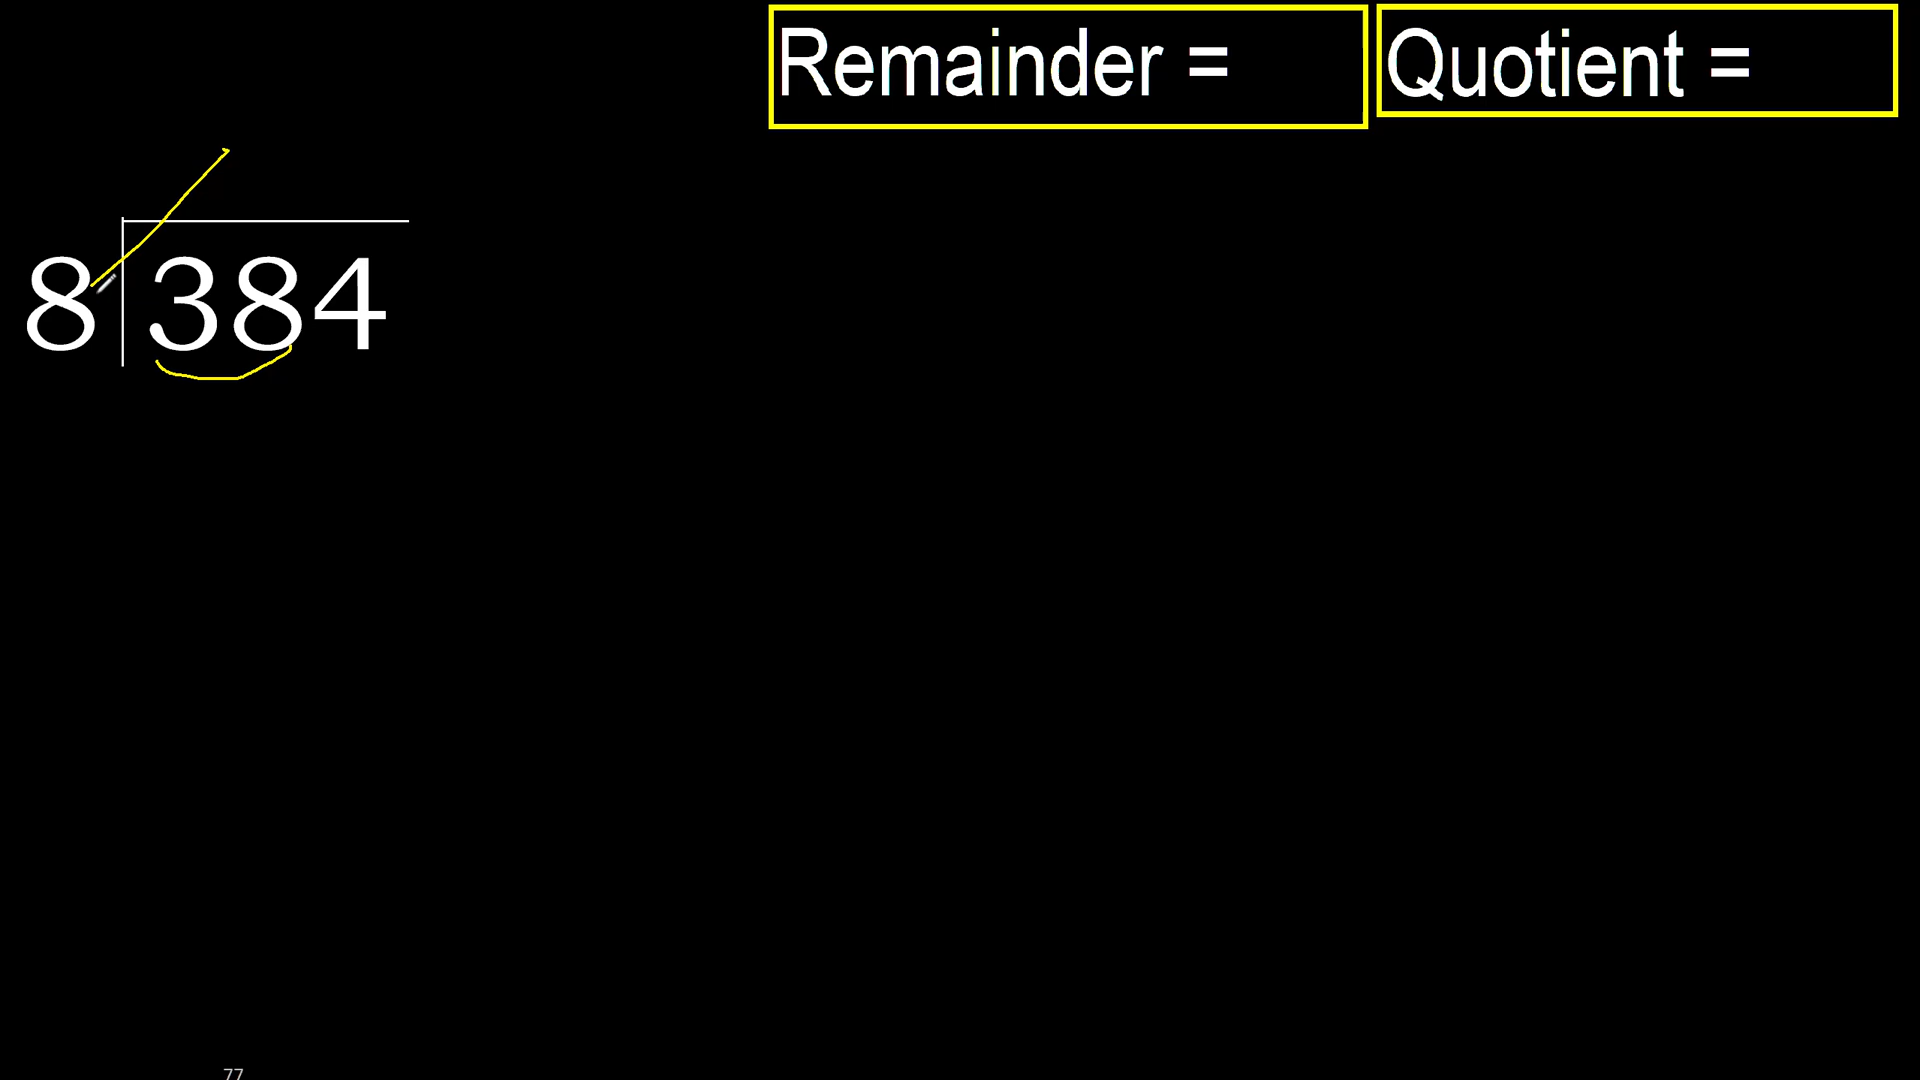 Remainder = Quotient =
8 384
77